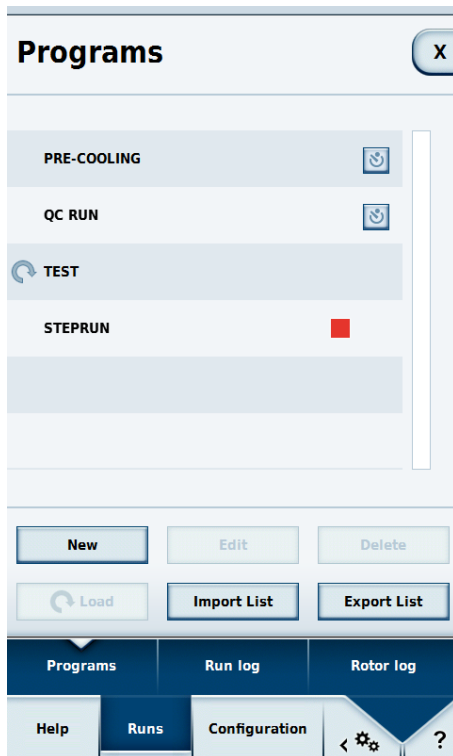 Programs
X
PRE-COOLING
QC RUN
TEST
STEPRUN
New Edit Delete
Load Import List Export List
Programs Run log Rotor log
Help Runs Configuration ?